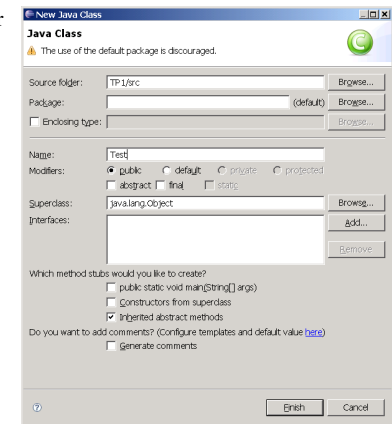 New Java Class
Java Class
The use of the default package is discouraged.
Source folder: TP1/src Browse...
Package: (default) Browse...
Enclosing type: Browse...
Name: Test
Modifiers: public default private protected
abstract final static
Superclass: java.lang.Object Browse...
Interfaces: Add...
Remove
Which method stubs would you like to create?
public static void main(String[] args)
Constructors from superclass
Inherited abstract methods
Do you want to add comments? (Configure templates and default value here)
Generate comments
Finish Cancel